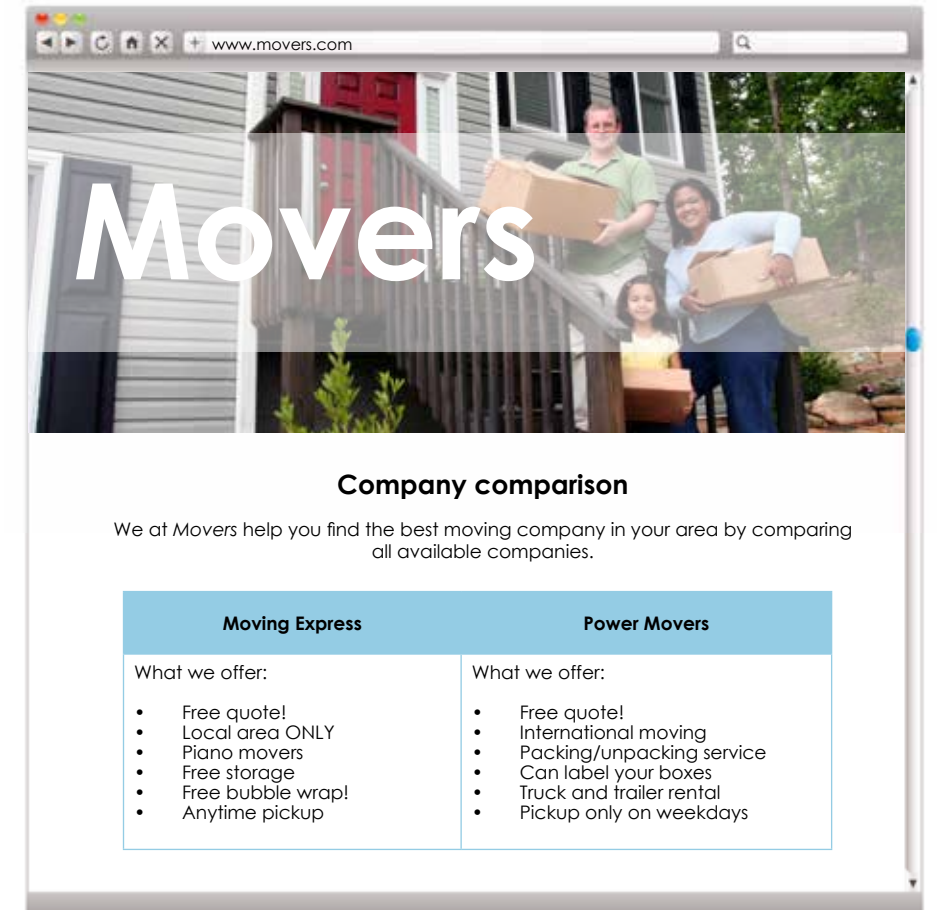 www.movers.com
Movers
Company comparison
We at Movers help you find the best moving company in your area by comparing
all available companies.
Moving Express
What we offer:
• Free quote!
• Local area ONLY
• Piano movers
• Free storage
• Free bubble wrap!
• Anytime pickup
Power Movers
What we offer:
• Free quote!
• International moving
• Packing/unpacking service
• Can label your boxes
• Truck and trailer rental
• Pickup only on weekdays